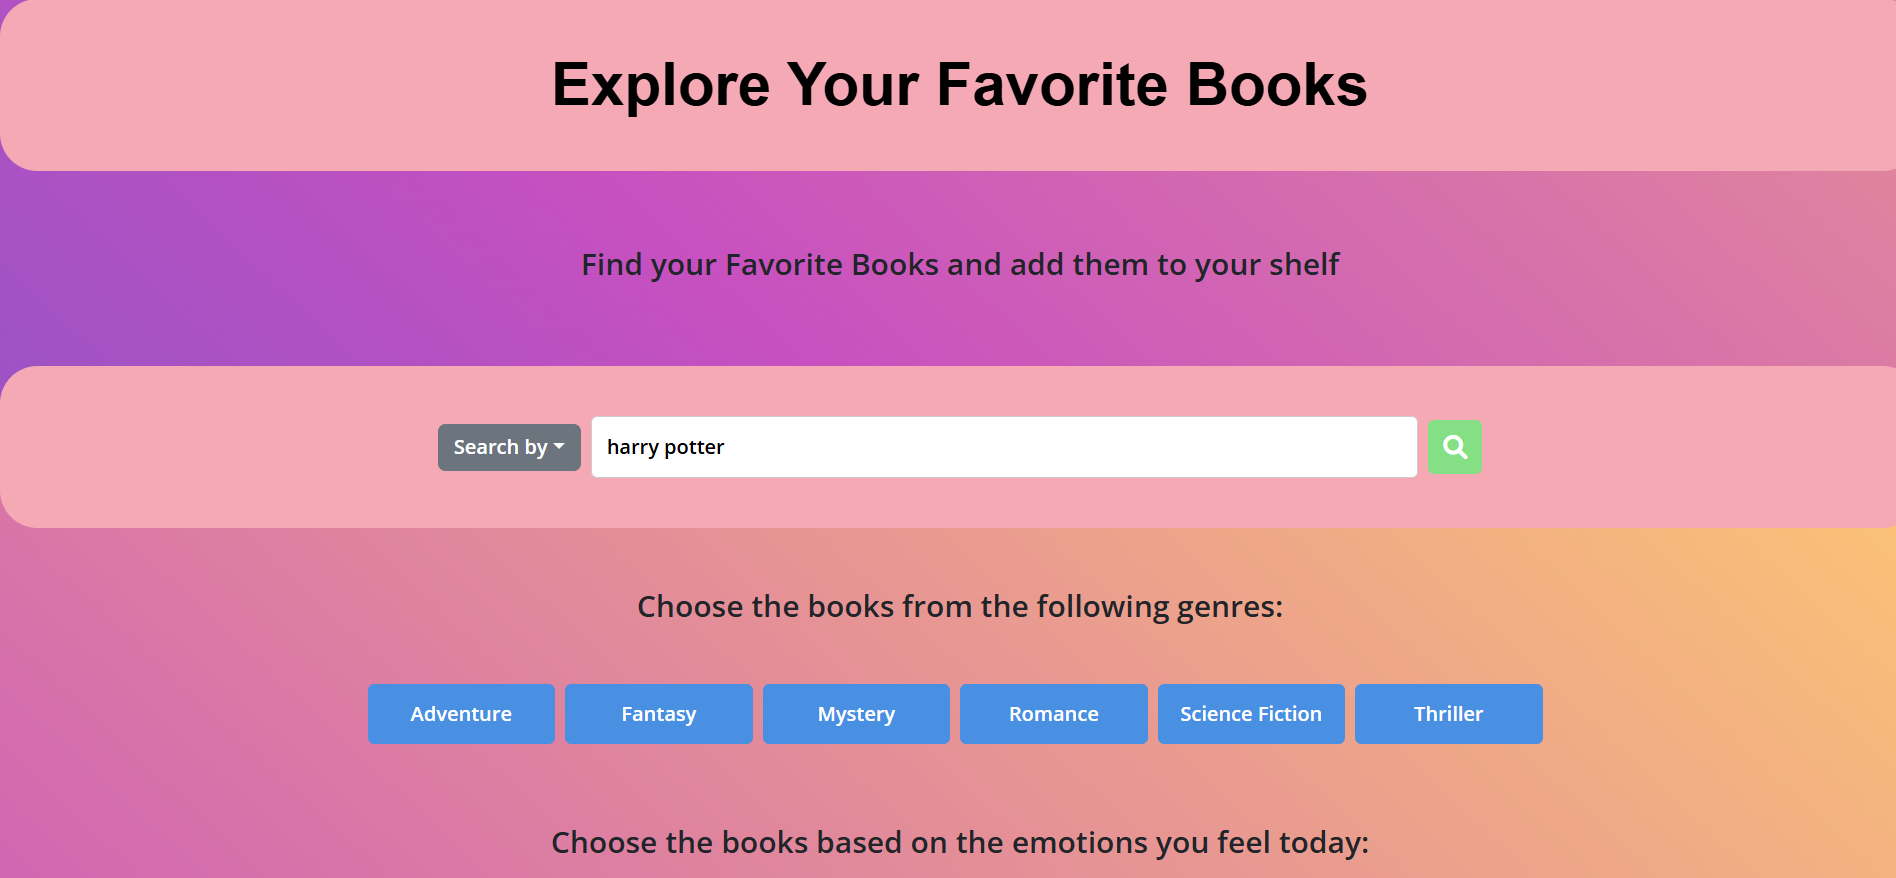 Explore Your Favorite Books
Find your Favorite Books and add them to your shelf
Search by
harry potter
Choose the books from the following genres:
Adventure
Fantasy
Mystery
Romance
Science Fiction
Thriller
Choose the books based on the emotions you feel today: